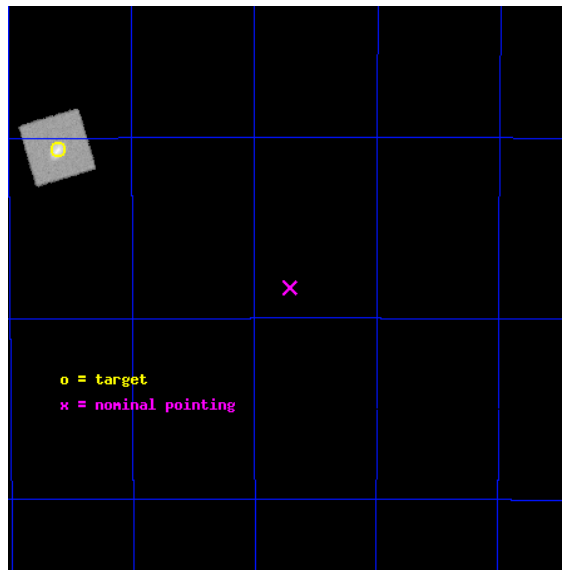 o = target
x = nominal pointing